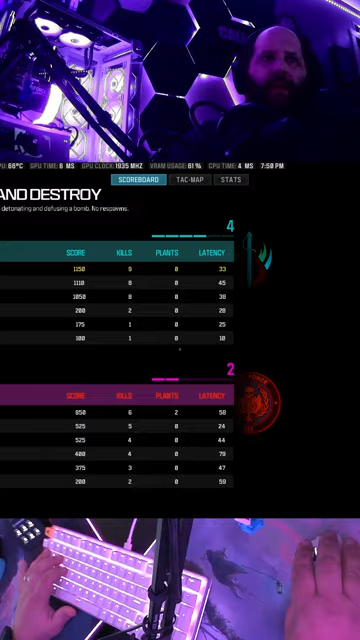 PU: 66°C GPU TIME: 6 MS GPU CLOCK: 1935 MHZ VRAM USAGE: 61% CPU TIME: 4 MS 7:50 PM
SCOREBOARD TAC-MAP STATS
AND DESTROY
detonating and defusing a bomb. No respawns.
4
SCORE KILLS PLANTS LATENCY
1150 9 0 33
1110 8 0 45
1050 8 0 38
200 2 0 28
175 1 0 25
100 1 0 10
2
SCORE KILLS PLANTS LATENCY
650 6 2 58
525 5 0 24
525 4 0 44
400 4 0 79
375 3 0 47
200 2 0 59